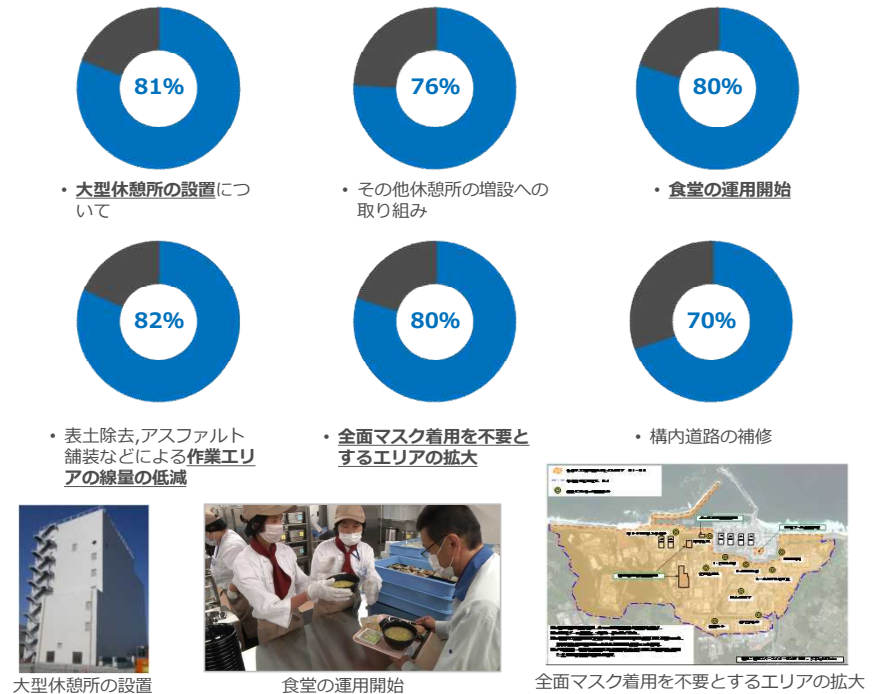 81%
76%
80%
• 大型休憩所の設置につ
いて
• その他休憩所の増設への
取り組み
• 食堂の運用開始
82%
80%
70%
• 表土除去,アスファルト
舗装などによる作業エリ
アの線量の低減
• 全面マスク着用を不要と
するエリアの拡大
• 構内道路の補修
大型休憩所の設置
食堂の運用開始
全面マスク着用を不要とするエリアの拡大